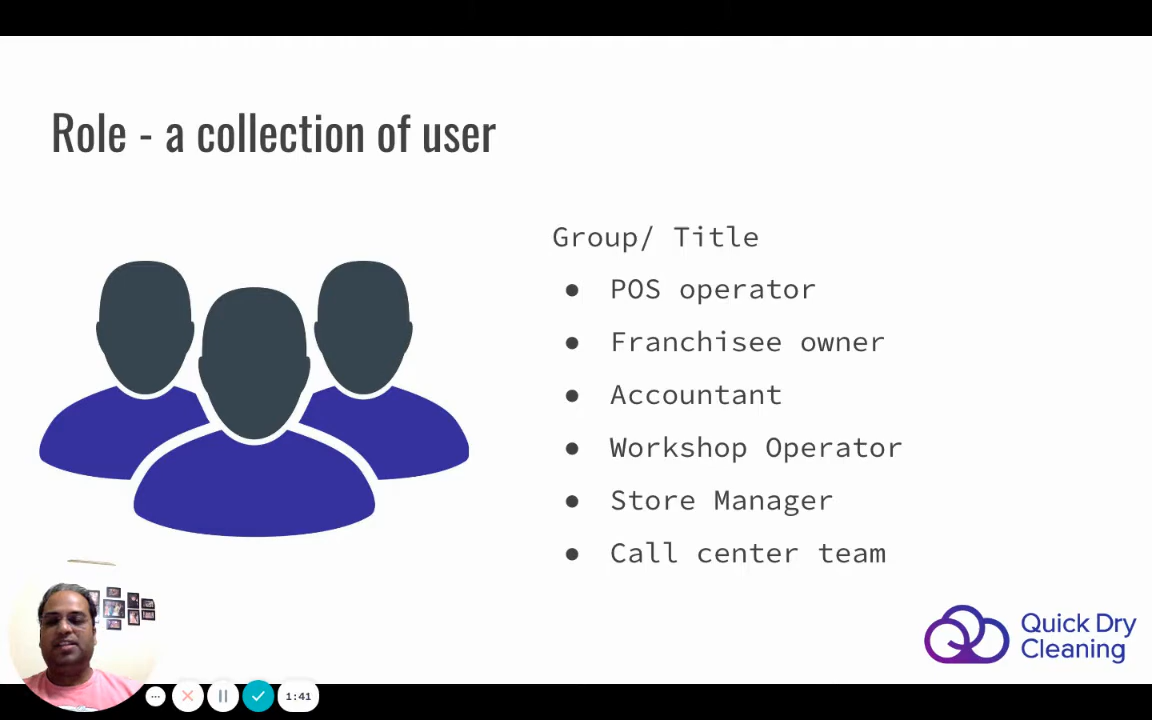 Role - a collection of user
Group/ Title
● POS operator
● Franchisee owner
● Accountant
● Workshop Operator
● Store Manager
● Call center team
Quick Dry
Cleaning
1:41